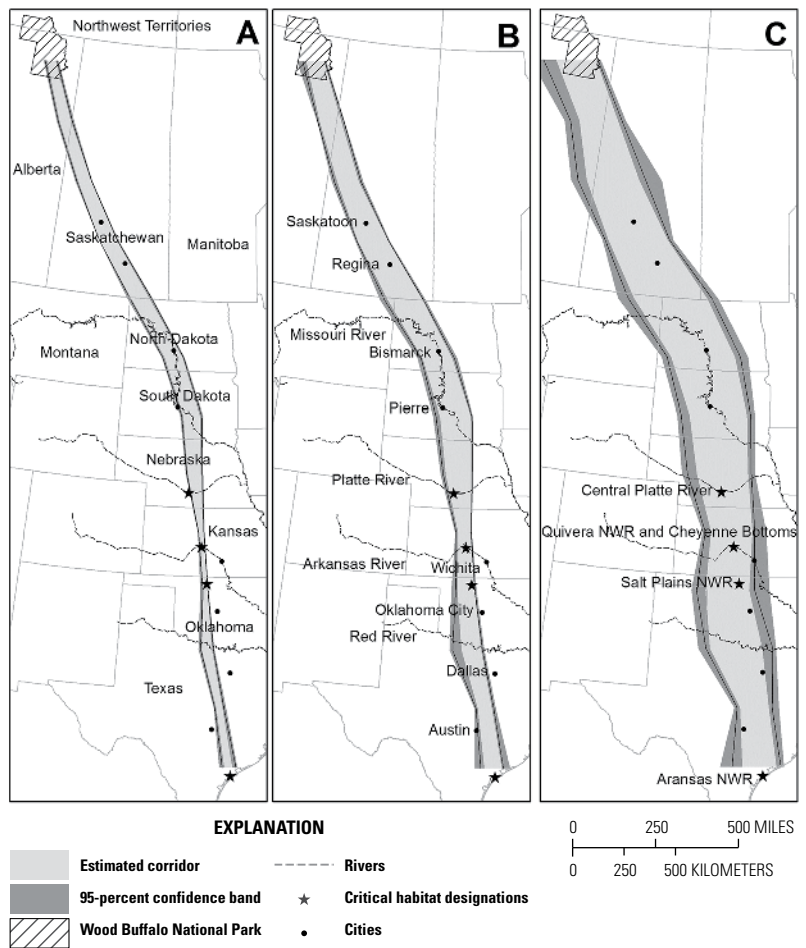 Northwest Territories
A
Alberta
Saskatchewan
Manitoba
North Dakota
Montana
South Dakota
Nebraska
Kansas
Oklahoma
Texas
B
Saskatoon
Regina
Missouri River
Bismarck
Pierre
Platte River
Arkansas River
Wichita
Oklahoma City
Red River
Dallas
Austin
C
Central Platte River
Quivera NWR and Cheyenne Bottoms
Salt Plains NWR
Aransas NWR
EXPLANATION
Estimated corridor
95-percent confidence band
Wood Buffalo National Park
Rivers
Critical habitat designations
Cities
0 250 500 MILES
0 250 500 KILOMETERS